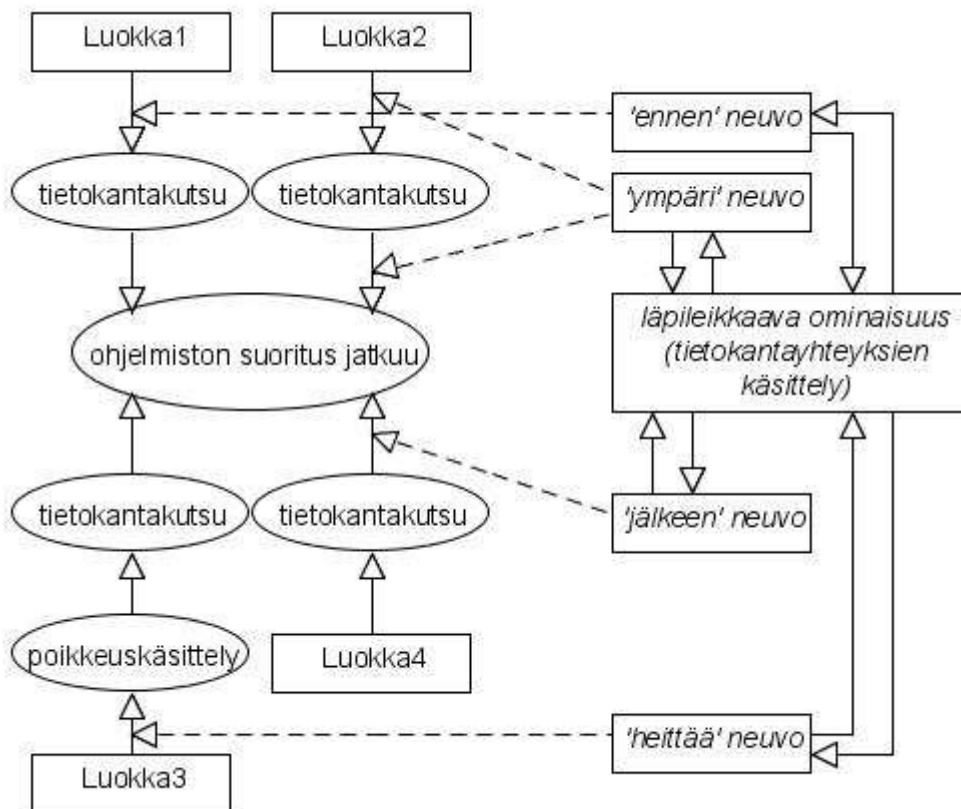 Luokka1
Luokka2
'ennen' neuvo
tietokantakutsu
tietokantakutsu
'ympäri' neuvo
ohjelmiston suoritus jatkuu
läpileikkaava ominaisuus
(tietokantayhteyksien
käsittely)
tietokantakutsu
tietokantakutsu
'jälkeen' neuvo
poikkeuskäsittely
Luokka4
'heittää' neuvo
Luokka3